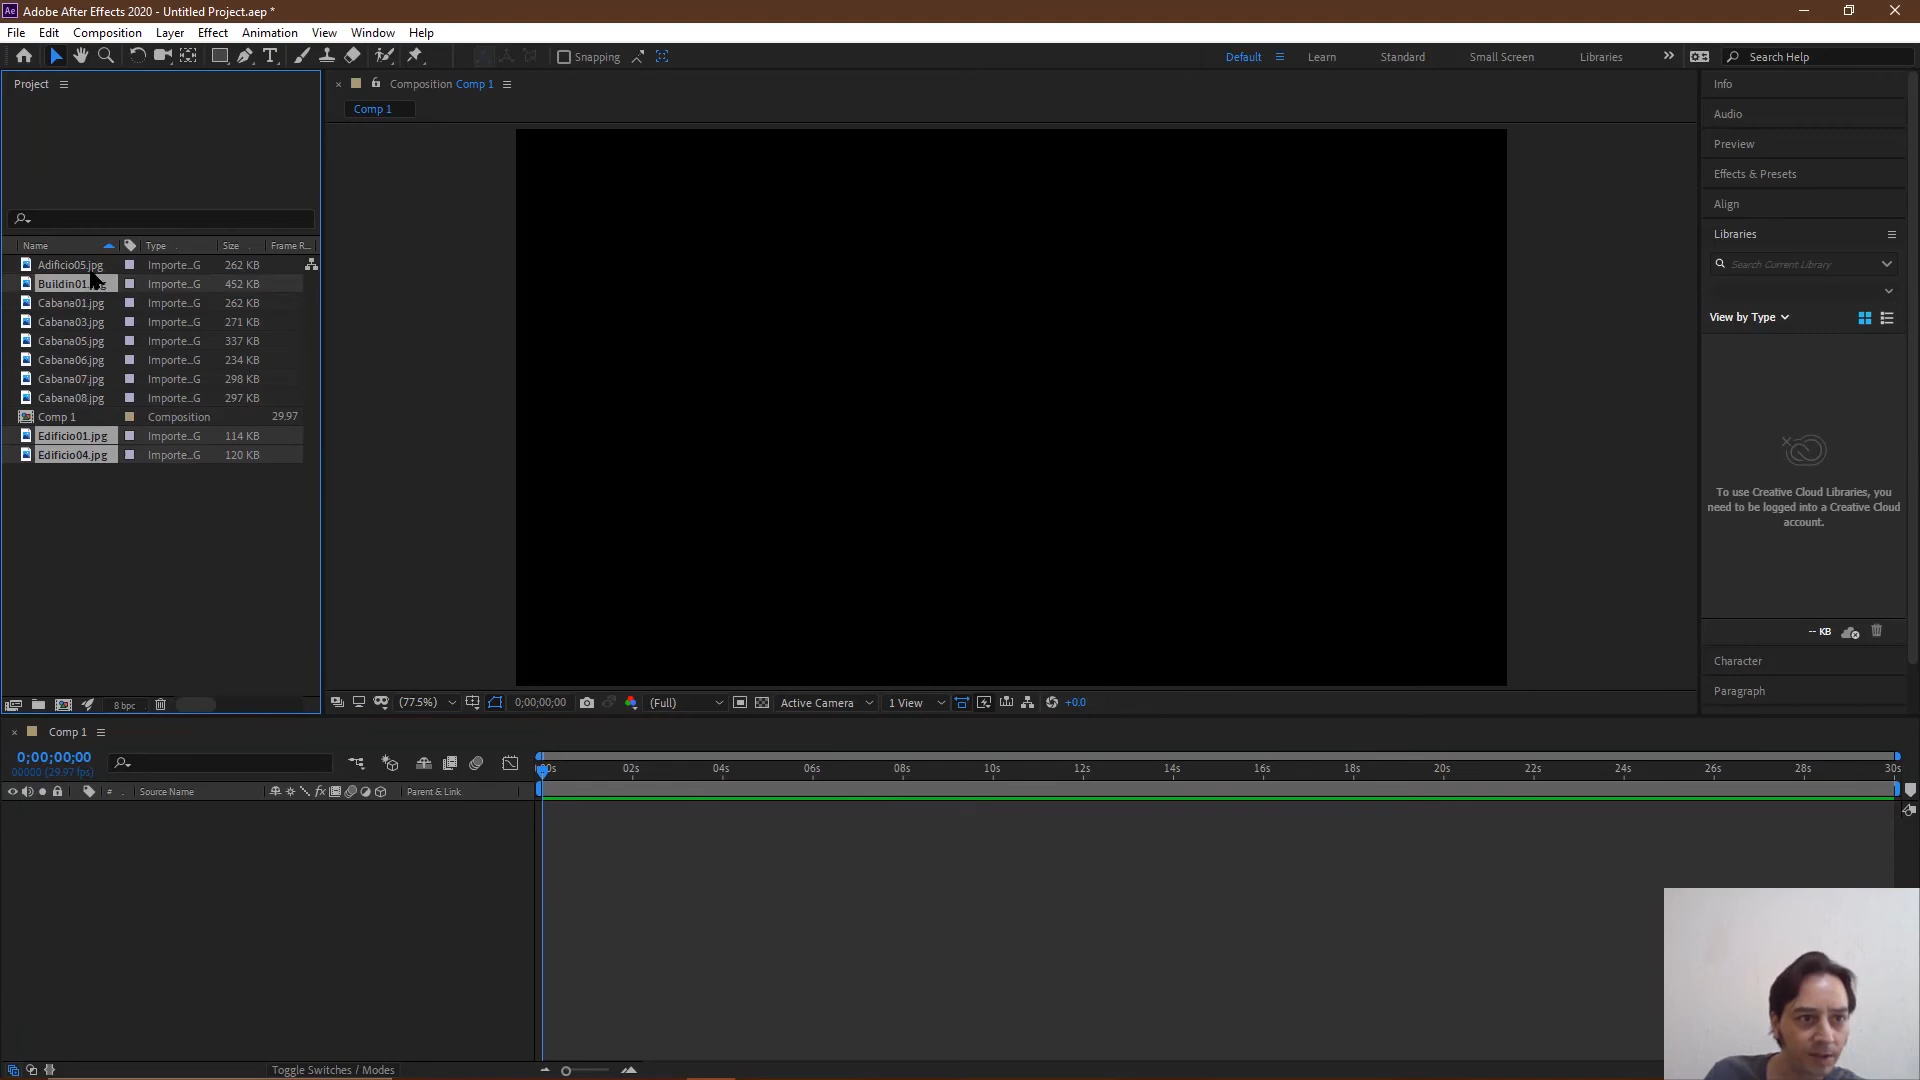 Ae Adobe After Effects 2020 - Untitled Project.aep *
File Edit Composition Layer Effect Animation View Window Help
Snapping Default Learn Standard Small Screen Libraries Search Help
Project
Composition Comp 1
Comp 1
Name Type Size Frame R...
Adificio05.jpg Importe...G 262 KB
Buildin01. Importe...G 452 KB
Cabana01.jpg Importe...G 262 KB
Cabana03.jpg Importe...G 271 KB
Cabana05.jpg Importe...G 337 KB
Cabana06.jpg Importe...G 234 KB
Cabana07.jpg Importe...G 298 KB
Cabana08.jpg Importe...G 297 KB
Comp 1 Composition 29.97
Edificio01.jpg Importe...G 114 KB
Edificio04.jpg Importe...G 120 KB
8 bpc
(77.5%) 0;00;00;00 (Full) Active Camera 1 View +0.0
Info
Audio
Preview
Effects & Presets
Align
Libraries
Search Current Library
View by Type
To use Creative Cloud Libraries, you
need to be logged into a Creative Cloud
account.
-- KB
Character
Paragraph
Comp 1
0;00;00;00
00000 (29.97 fps)
# Source Name fx Parent & Link
02s 04s 06s 08s 10s 12s 14s 16s 18s 20s 22s 24s 26s 28s 30s
Toggle Switches / Modes